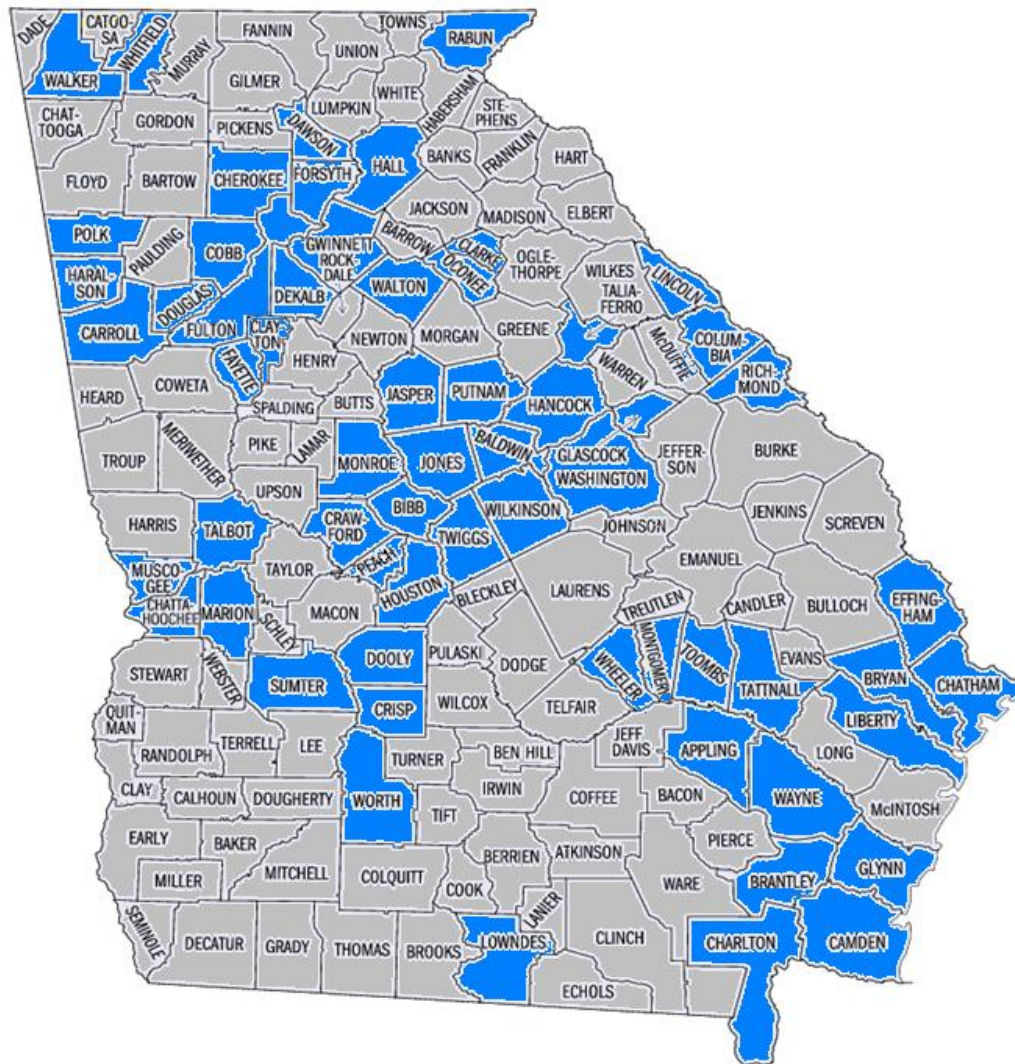 DADE
CATOO-
SA
WHITFIELD
MURRAY
FANNIN
UNION
TOWNS
RABUN
WALKER
GILMER
LUMPKIN
WHITE
HABERSHAM
STE-
PHENS
CHAT-
TOOGA
GORDON
PICKENS
DAWSON
HALL
BANKS
FRANKLIN
HART
FLOYD
BARTOW
CHEROKEE
FORSYTH
JACKSON
MADISON
ELBERT
POLK
PAULDING
COBB
GWINNETT
BARROW
CLARKE
OCONEE
OGLE-
THORPE
WILKES
LINCOLN
HARAL-
SON
DOUGLAS
DEKALB
ROCK-
DALE
WALTON
TALIA-
FERRO
CARROLL
FULTON
CLAY-
TON
HENRY
NEWTON
MORGAN
GREENE
McDUFFIE
COLUM-
BIA
WARREN
RICH-
MOND
HEARD
COWETA
FAYETTE
SPALDING
BUTTS
JASPER
PUTNAM
HANCOCK
TROUP
MERIWETHER
PIKE
LAMAR
MONROE
JONES
BALDWIN
GLASCOCK
WASHINGTON
JEFFER-
SON
BURKE
UPSON
HARRIS
TALBOT
CRAW-
FORD
BIBB
TWIGGS
WILKINSON
JOHNSON
JENKINS
SCREVEN
MUSCO-
GEE
CHATTA-
HOOCHEE
MARION
TAYLOR
PEACH
HOUSTON
BLECKLEY
LAURENS
EMANUEL
TREUTLEN
CANDLER
BULLOCH
EFFING-
HAM
SCHLEY
MACON
STEWART
WEBSTER
SUMTER
DOOLY
PULASKI
DODGE
WHEELER
MONTGOMERY
TOOMBS
TATTNALL
EVANS
BRYAN
CHATHAM
QUIT-
MAN
RANDOLPH
TERRELL
LEE
CRISP
WILCOX
TELFAIR
JEFF
DAVIS
APPLING
LONG
LIBERTY
TURNER
BEN HILL
CLAY
CALHOUN
DOUGHERTY
WORTH
TIFT
IRWIN
COFFEE
BACON
WAYNE
McINTOSH
EARLY
BAKER
MITCHELL
COLQUITT
BERRIEN
ATKINSON
PIERCE
MILLER
COOK
LANIER
WARE
BRANTLEY
GLYNN
SEMINOLE
DECATUR
GRADY
THOMAS
BROOKS
LOWNDES
CLINCH
CHARLTON
CAMDEN
ECHOLS